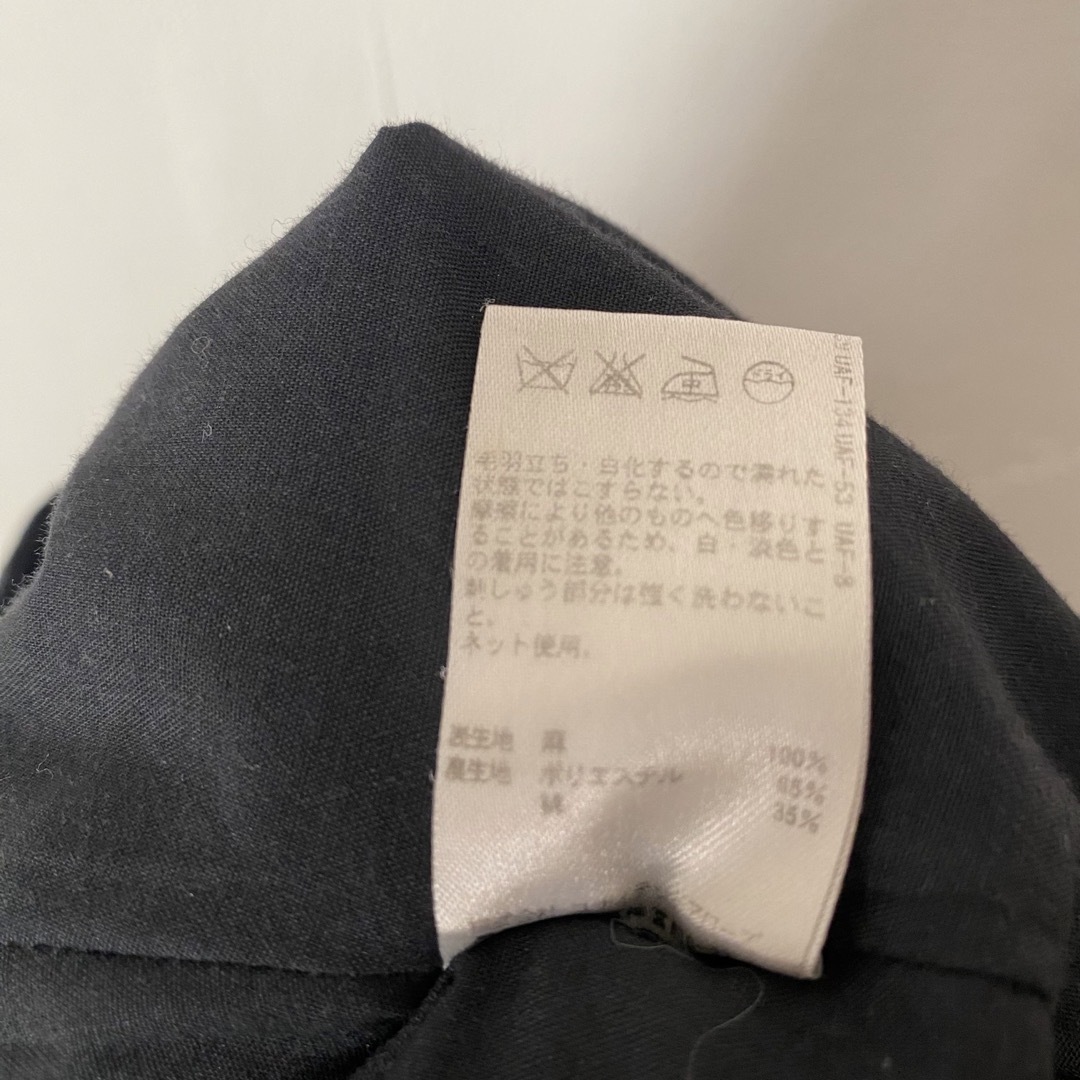 中
ドライ
毛羽立ち・白化するので濡れた
状態ではこすらない。
摩擦により他のものへ色移りす
ることがあるため、白 淡色と
の着用に注意。
刺しゅう部分は強く洗わないこ
と。
ネット使用。
表生地 麻 100%
裏生地 ポリエステル 65%
綿 35%
UAF-134 UAF-53 UAF-8